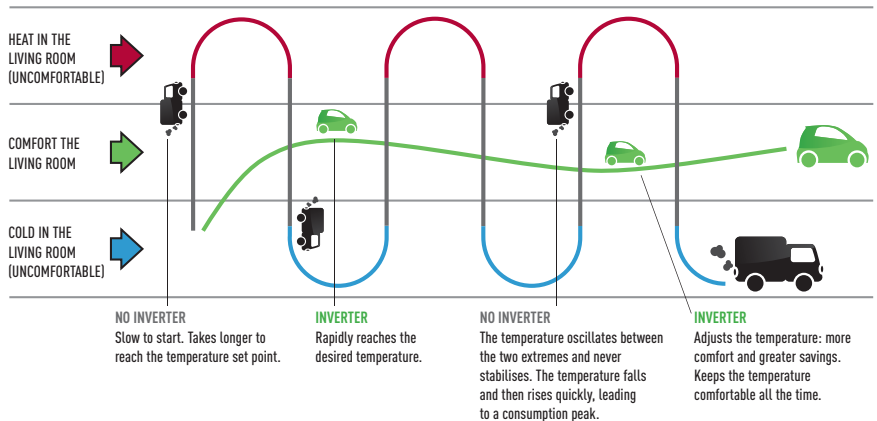 HEAT IN THE
LIVING ROOM
(UNCOMFORTABLE)
COMFORT THE
LIVING ROOM
COLD IN THE
LIVING ROOM
(UNCOMFORTABLE)
NO INVERTER
Slow to start. Takes longer to
reach the temperature set point.
INVERTER
Rapidly reaches the
desired temperature.
NO INVERTER
The temperature oscillates between
the two extremes and never
stabilises. The temperature falls
and then rises quickly, leading
to a consumption peak.
INVERTER
Adjusts the temperature: more
comfort and greater savings.
Keeps the temperature
comfortable all the time.